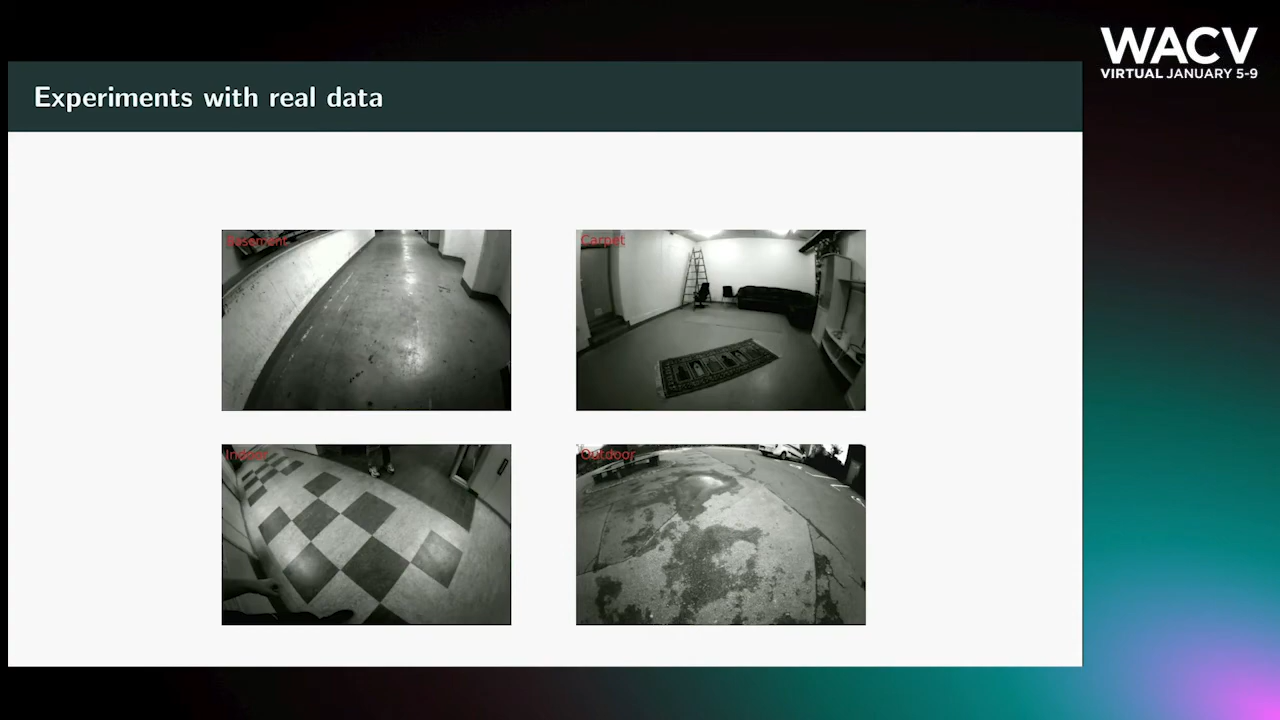 WACV
VIRTUAL JANUARY 5-9
Experiments with real data
Basement
Carpet
Indoor
Outdoor